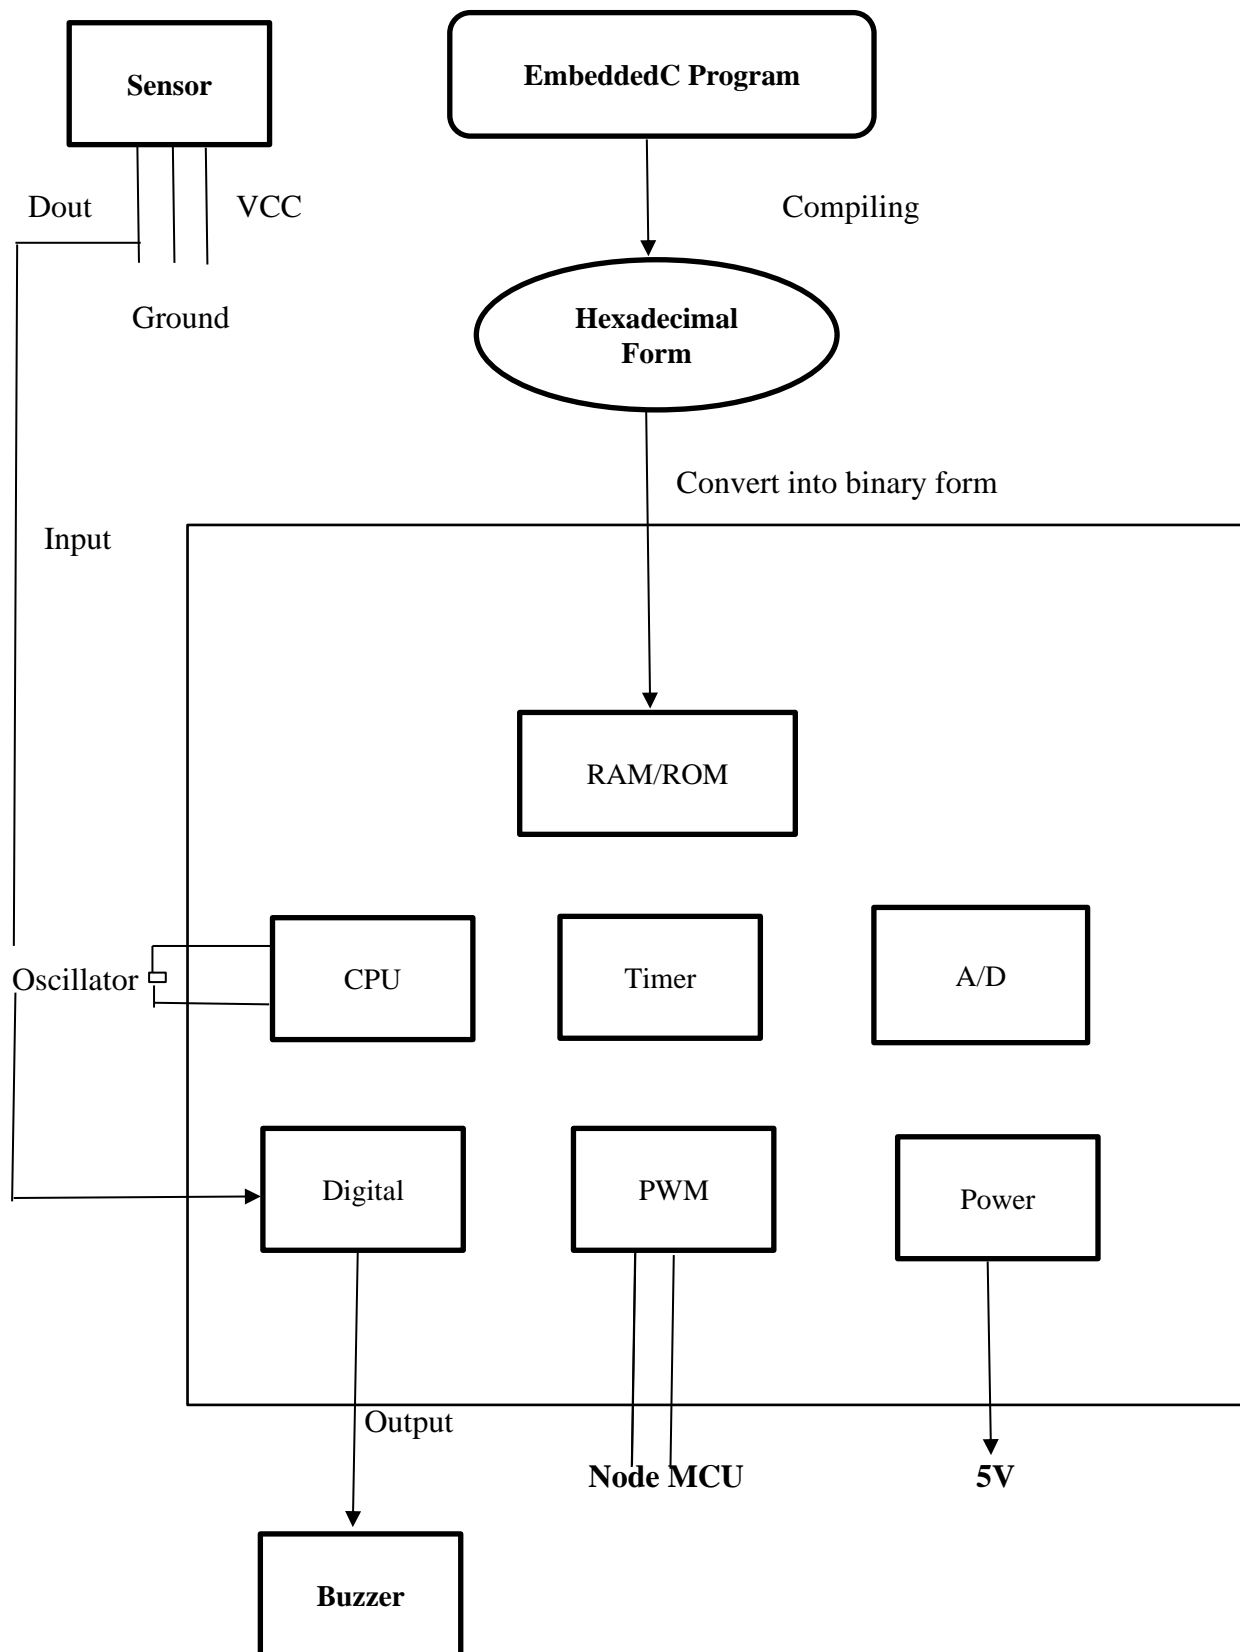 Sensor
EmbeddedC Program
Dout
VCC
Compiling
Ground
Hexadecimal
Form
Convert into binary form
Input
RAM/ROM
Oscillator
CPU
Timer
A/D
Digital
PWM
Power
Output
Node MCU
5V
Buzzer